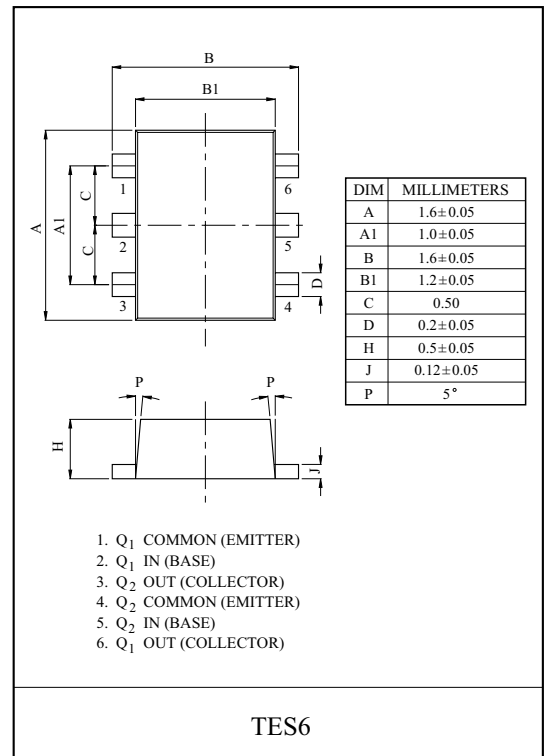 B
B1
1
6
C
A
A1
2
5
C
D
3
4
DIM MILLIMETERS
A 1.6±0.05
A1 1.0±0.05
B 1.6±0.05
B1 1.2±0.05
C 0.50
D 0.2±0.05
H 0.5±0.05
J 0.12±0.05
P 5°
P P
H
J
1. Q1 COMMON (EMITTER)
2. Q1 IN (BASE)
3. Q2 OUT (COLLECTOR)
4. Q2 COMMON (EMITTER)
5. Q2 IN (BASE)
6. Q1 OUT (COLLECTOR)
TES6